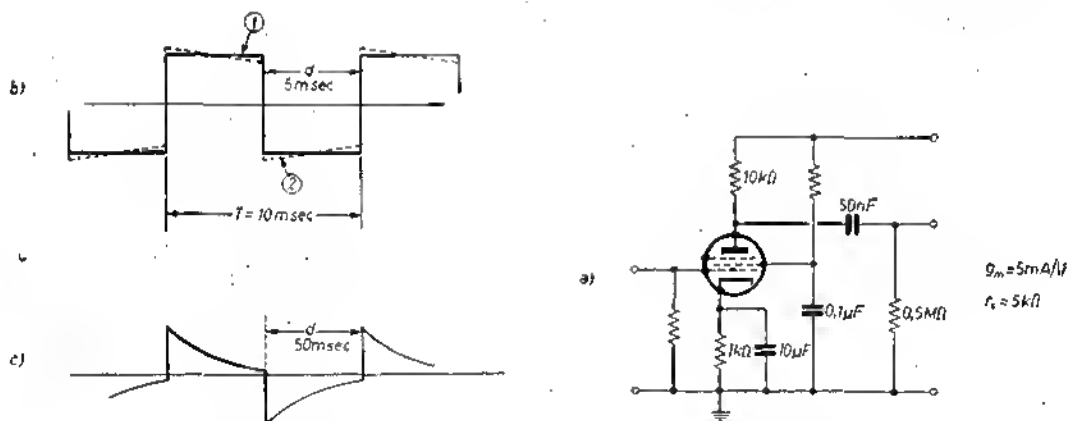 b)
1
d
5 msec
2
T = 10 msec
c)
d
50 msec
a)
10kΩ
50nF
0,1µF
0,5MΩ
1kΩ
10µF
gm = 5mA/V
= 5kΩ